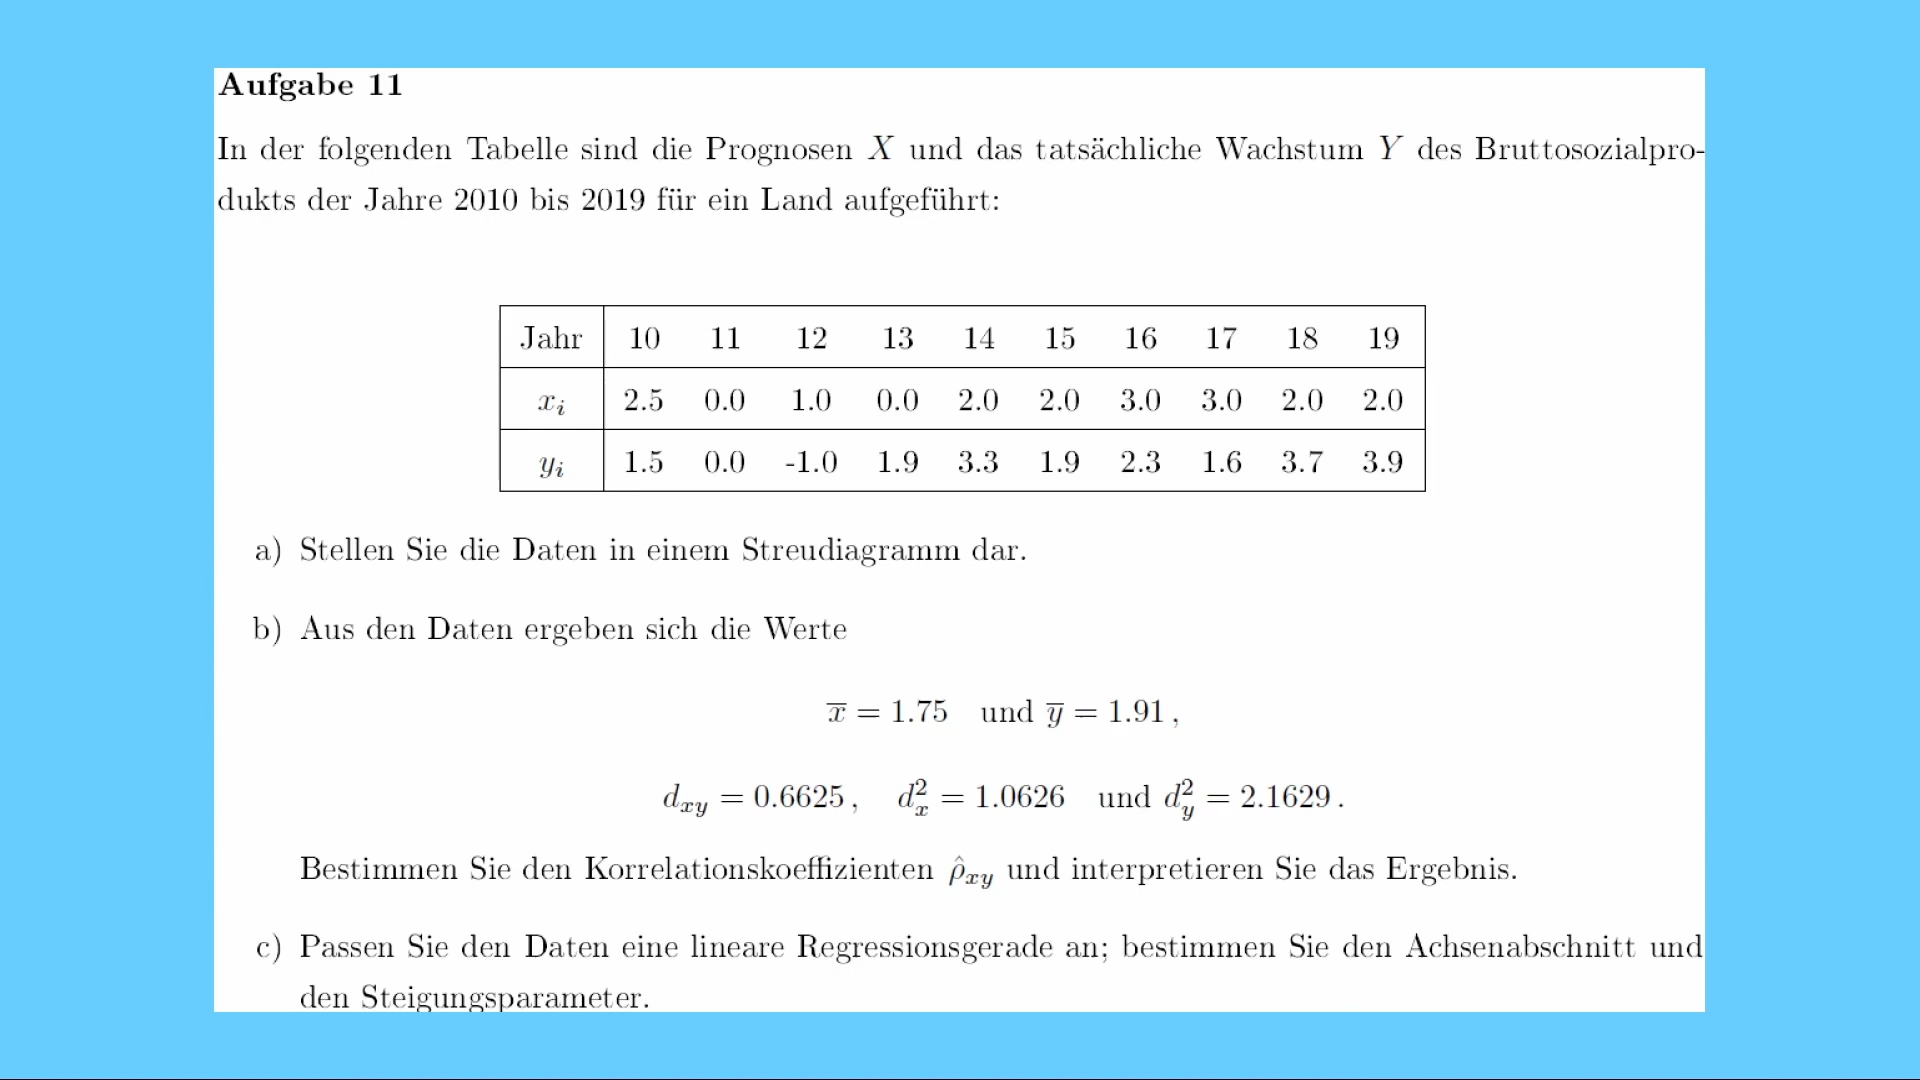 Aufgabe 11
In der folgenden Tabelle sind die Prognosen X und das tatsächliche Wachstum Y des Bruttosozialpro-
dukts der Jahre 2010 bis 2019 für ein Land aufgeführt:
Jahr 10 11 12 13 14 15 16 17 18 19
xᵢ 2.5 0.0 1.0 0.0 2.0 2.0 3.0 3.0 2.0 2.0
yᵢ 1.5 0.0 -1.0 1.9 3.3 1.9 2.3 1.6 3.7 3.9
a) Stellen Sie die Daten in einem Streudiagramm dar.
b) Aus den Daten ergeben sich die Werte
x̅ = 1.75 und y̅ = 1.91 ,
d_xy = 0.6625 , d_x^2 = 1.0626 und d_y^2 = 2.1629 .
Bestimmen Sie den Korrelationskoeffizienten ρ̂_xy und interpretieren Sie das Ergebnis.
c) Passen Sie den Daten eine lineare Regressionsgerade an; bestimmen Sie den Achsenabschnitt und
den Steigungsparameter.